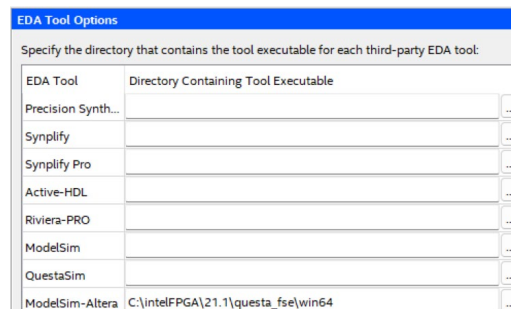 EDA Tool Options
Specify the directory that contains the tool executable for each third-party EDA tool:
EDA Tool Directory Containing Tool Executable
Precision Synth... ..
Synplify ..
Synplify Pro ..
Active-HDL ..
Riviera-PRO ..
ModelSim ..
QuestaSim ..
ModelSim-Altera C:\intelFPGA\21.1\questa_fse\win64 ..